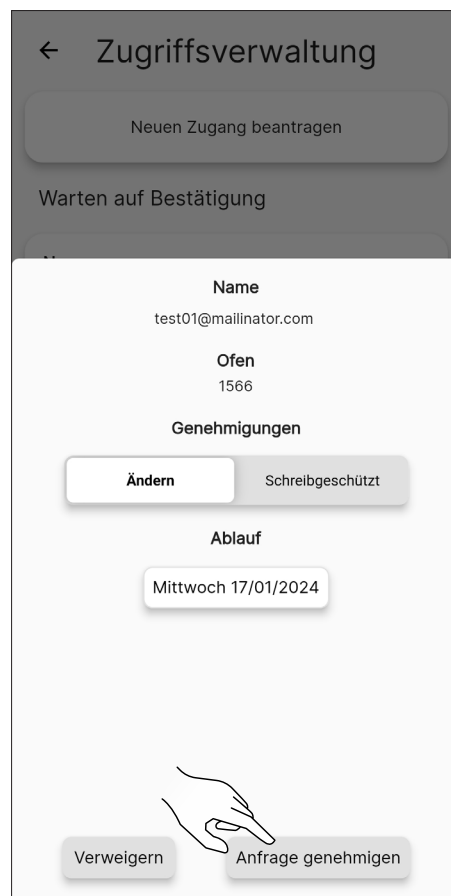 Zugriffsverwaltung
Neuen Zugang beantragen
Warten auf Bestätigung
Name
test01@mailinator.com
Ofen
1566
Genehmigungen
Ändern
Schreibgeschützt
Ablauf
Mittwoch 17/01/2024
Verweigern
Anfrage genehmigen